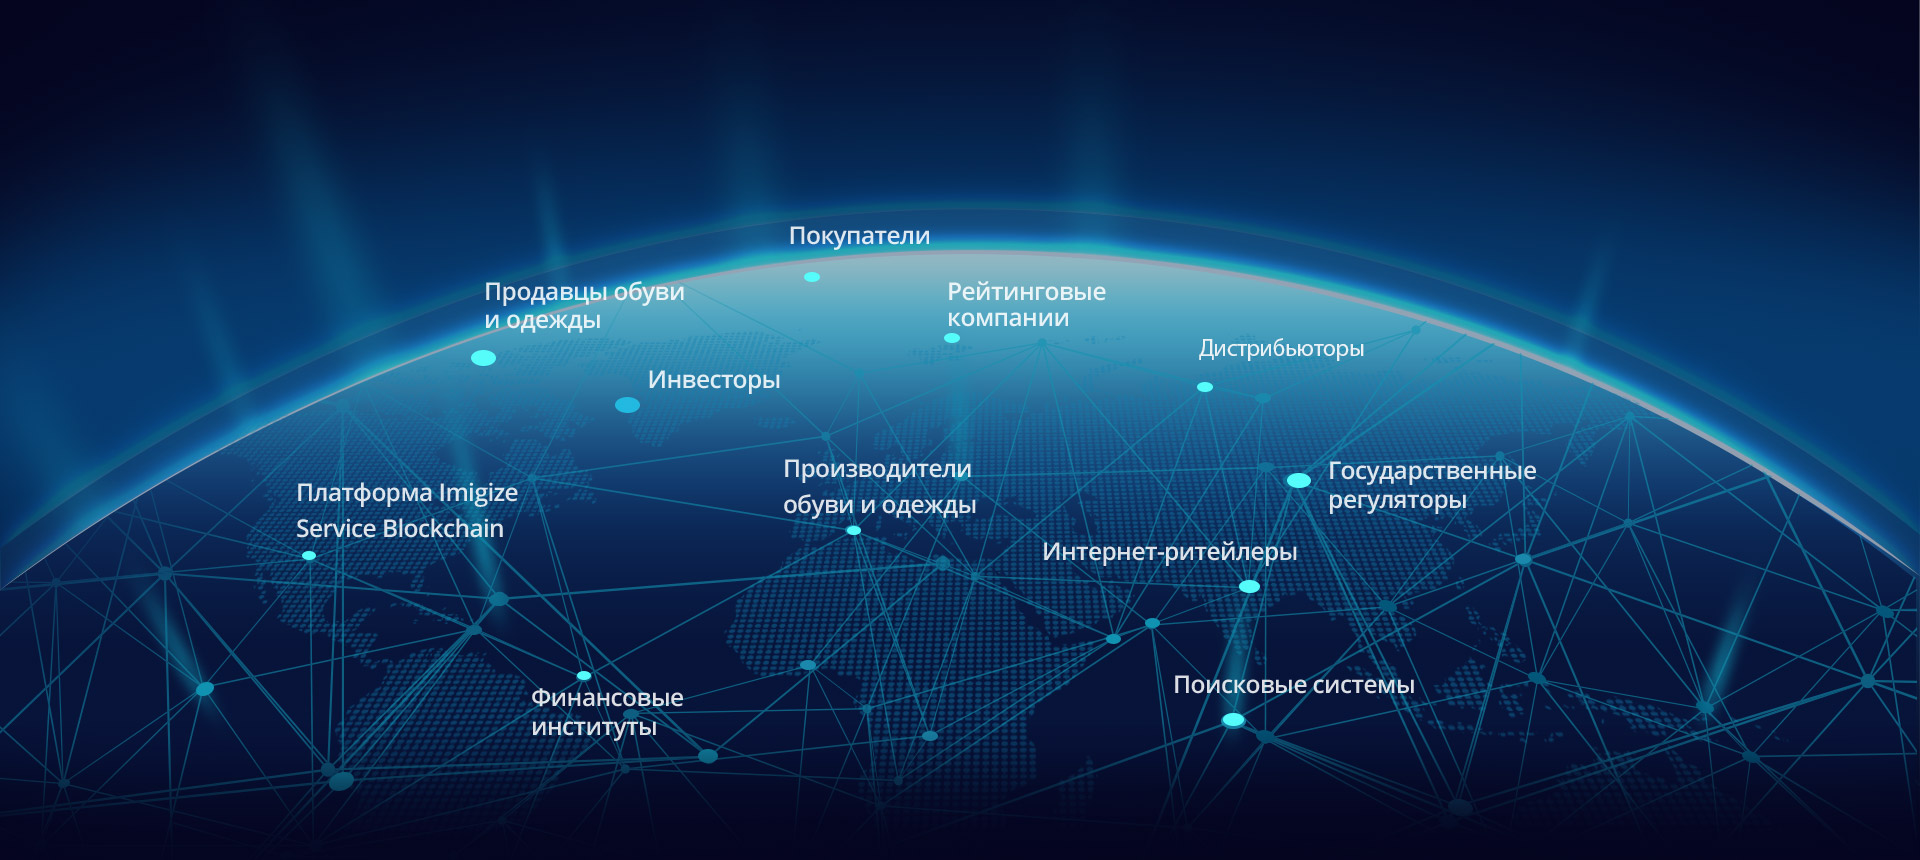 Покупатели
Продавцы обуви
и одежды
Рейтинговые
компании
Дистрибьюторы
Инвесторы
Производители
обуви и одежды
Государственные
регуляторы
Платформа Imigize
Service Blockchain
Интернет-ритейлеры
Финансовые
институты
Поисковые системы